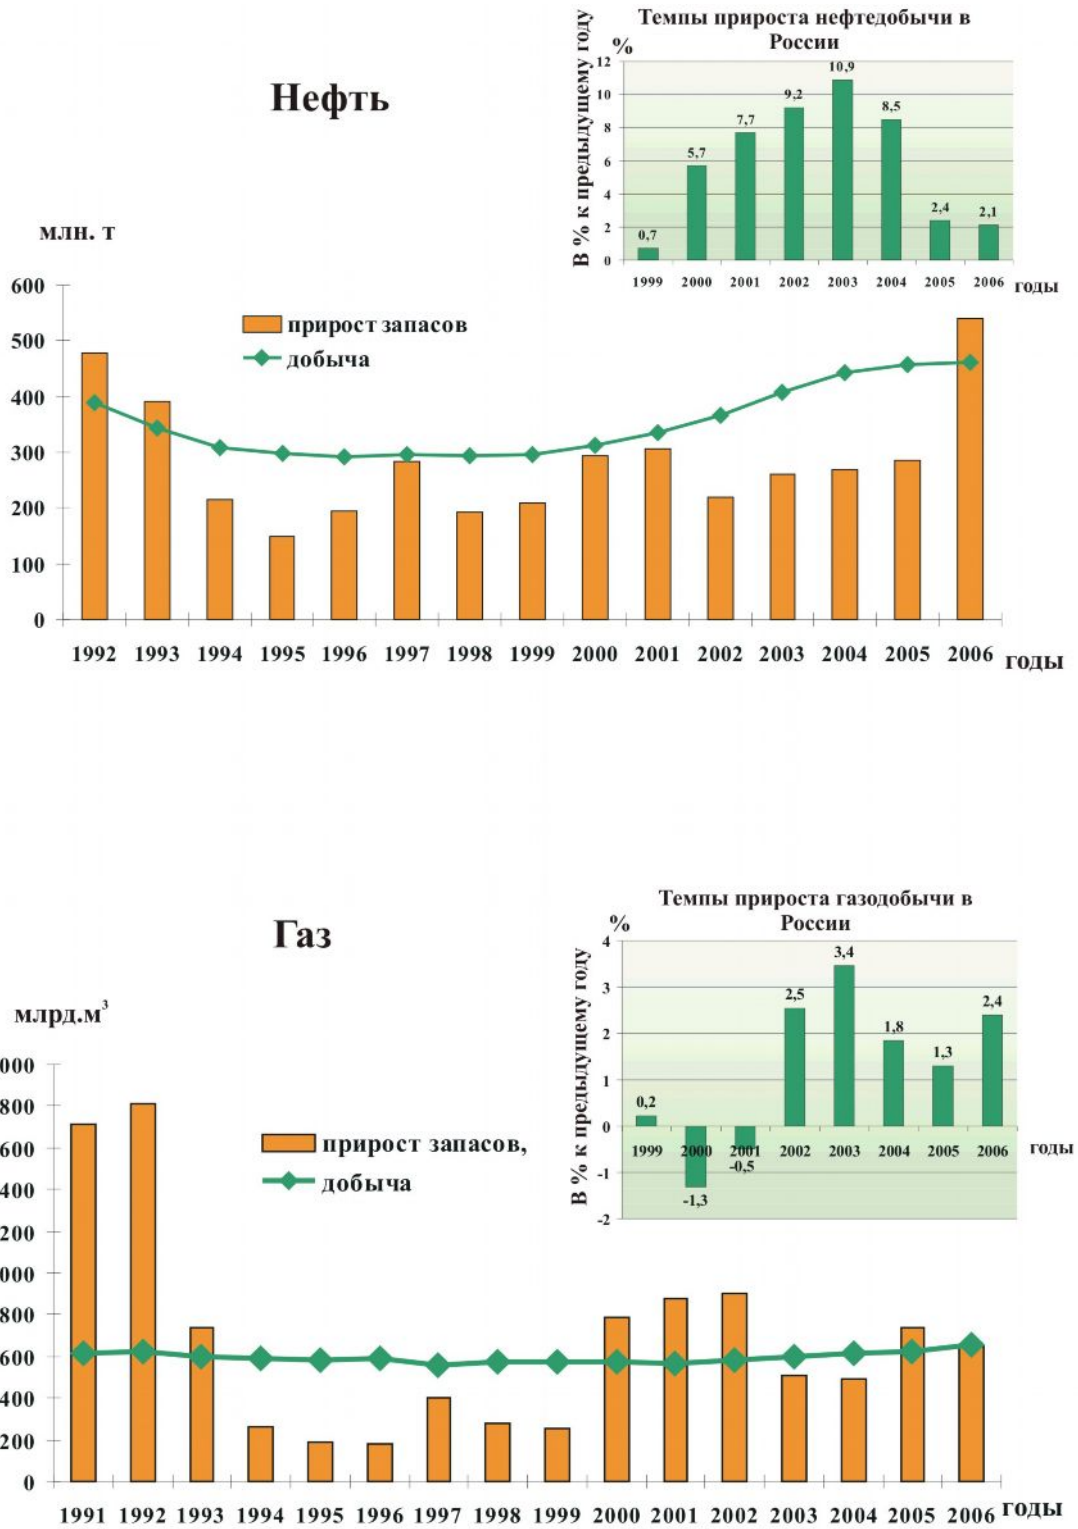 Темпы прироста нефтедобычи в
России
%
В % к предыдущему году
12
10
8
6
4
2
0
0,7
5,7
7,7
9,2
10,9
8,5
2,4
2,1
1999 2000 2001 2002 2003 2004 2005 2006 годы
Нефть
млн. т
600
500
400
300
200
100
0
прирост запасов
добыча
1992 1993 1994 1995 1996 1997 1998 1999 2000 2001 2002 2003 2004 2005 2006 годы
Темпы прироста газодобычи в
России
%
В % к предыдущему году
4
3
2
1
0
-1
-2
0,2
-1,3
-0,5
2,5
3,4
1,8
1,3
2,4
1999 2000 2001 2002 2003 2004 2005 2006 годы
Газ
млрд.м³
000
800
600
400
200
000
800
600
400
200
0
прирост запасов,
добыча
1991 1992 1993 1994 1995 1996 1997 1998 1999 2000 2001 2002 2003 2004 2005 2006 годы